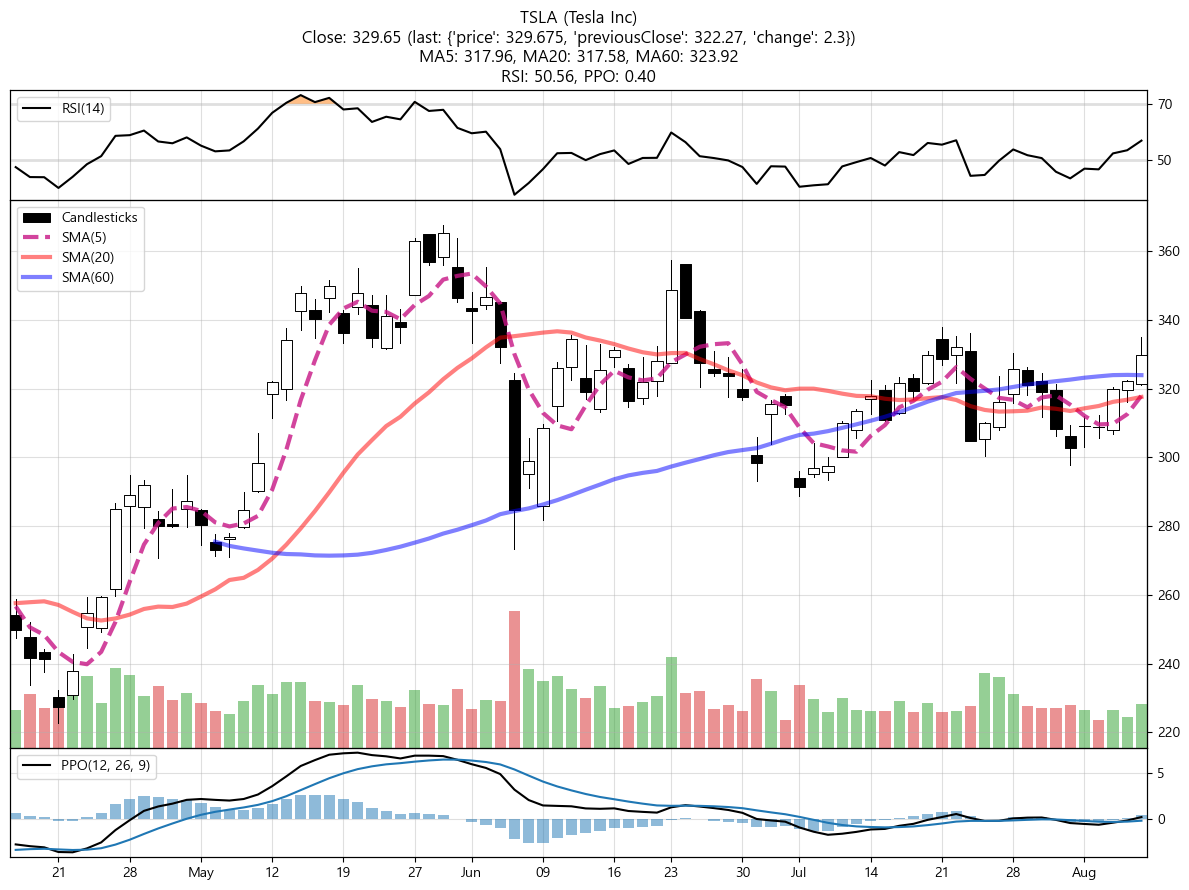 TSLA (Tesla Inc)
Close: 329.65 (last: {'price': 329.675, 'previousClose': 322.27, 'change': 2.3})
MA5: 317.96, MA20: 317.58, MA60: 323.92
RSI: 50.56, PPO: 0.40
RSI(14)
70
50
Candlesticks
SMA(5)
SMA(20)
SMA(60)
360
340
320
300
280
260
240
220
PPO(12, 26, 9)
5
0
21 28 May 12 19 27 Jun 09 16 23 30 Jul 14 21 28 Aug